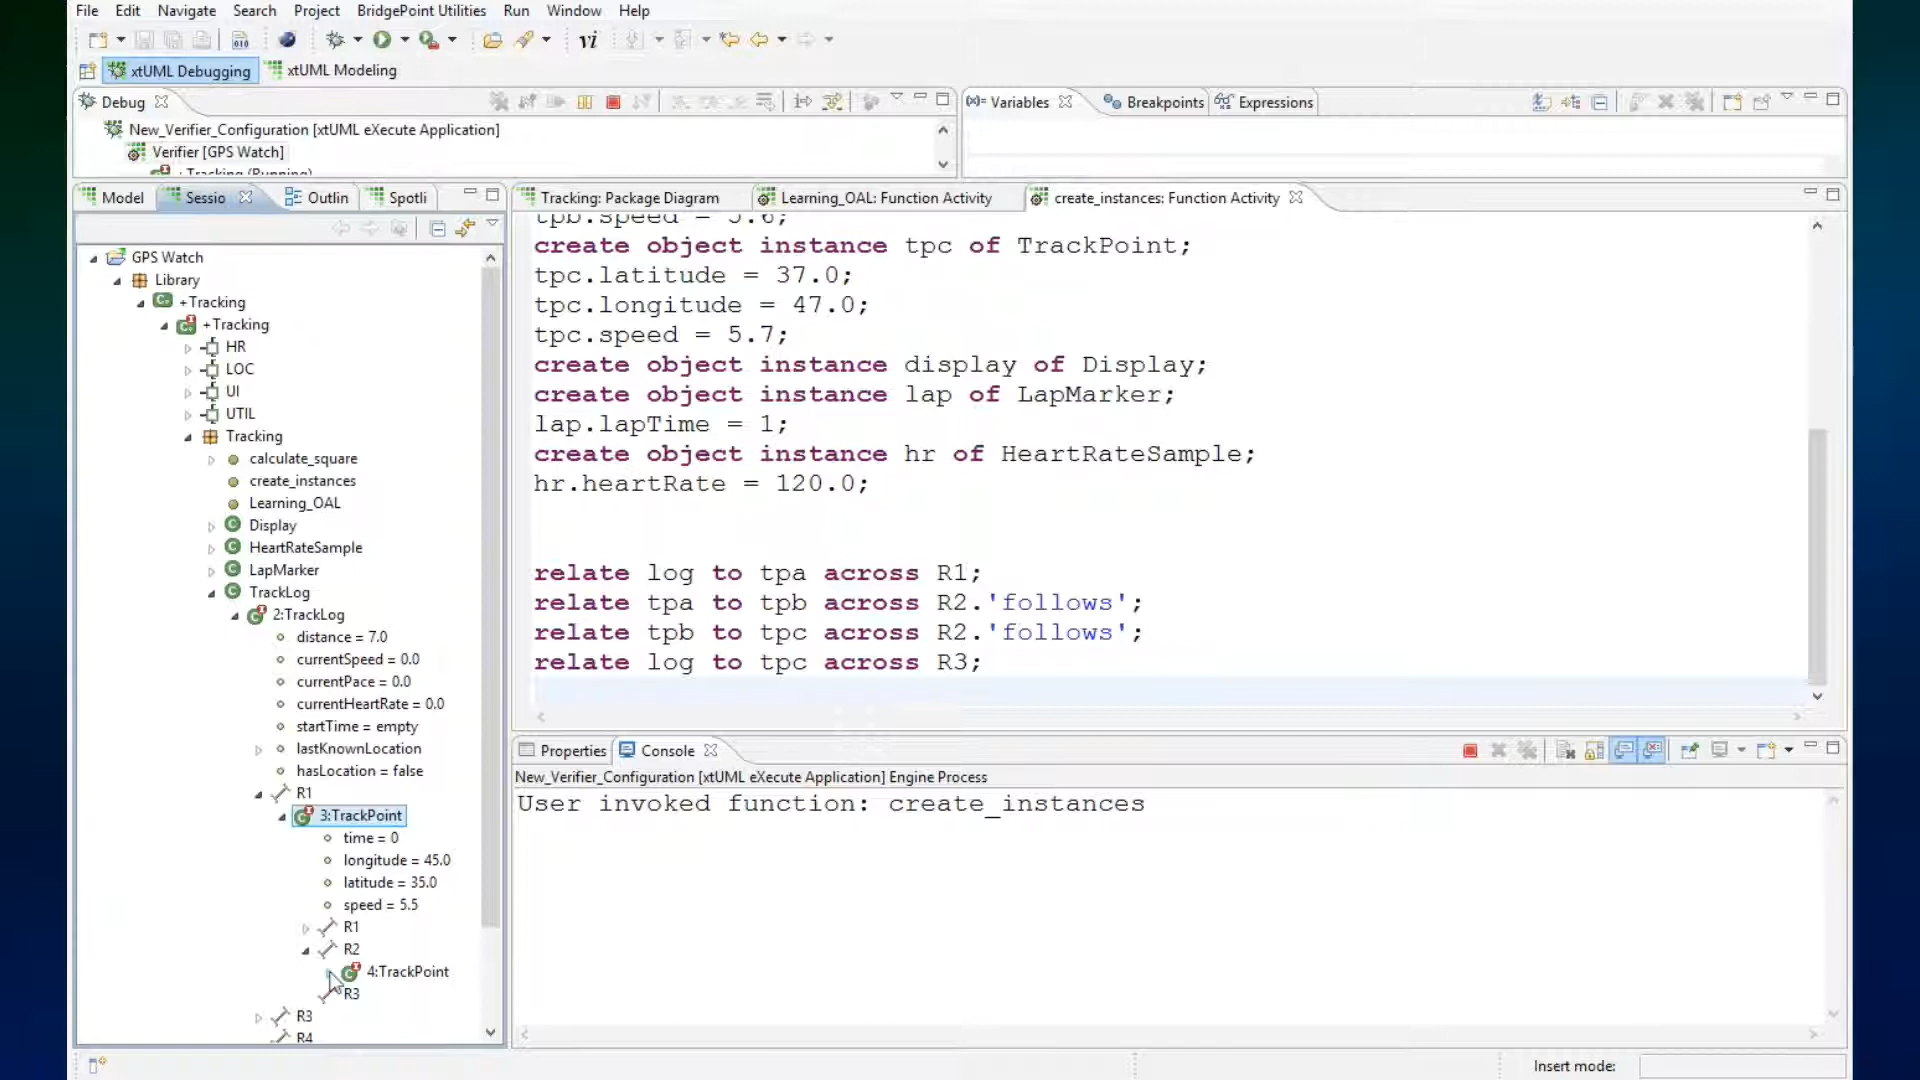 File Edit Navigate Search Project BridgePoint Utilities Run Window Help
010 vi
xtUML Debugging xtUML Modeling
Debug
(x)= Variables Breakpoints Expressions
New_Verifier_Configuration [xtUML eXecute Application]
Verifier [GPS Watch]
+Tracking (Running)
Model Sessio Outlin Spotli
Tracking: Package Diagram Learning_OAL: Function Activity create_instances: Function Activity
GPS Watch
Library
+Tracking
+Tracking
HR
LOC
UI
UTIL
Tracking
calculate_square
create_instances
Learning_OAL
Display
HeartRateSample
LapMarker
TrackLog
2:TrackLog
distance = 7.0
currentSpeed = 0.0
currentPace = 0.0
currentHeartRate = 0.0
startTime = empty
lastKnownLocation
hasLocation = false
R1
3:TrackPoint
time = 0
longitude = 45.0
latitude = 35.0
speed = 5.5
R1
R2
4:TrackPoint
R3
R3
R4
tpb.speed = 5.6;
create object instance tpc of TrackPoint;
tpc.latitude = 37.0;
tpc.longitude = 47.0;
tpc.speed = 5.7;
create object instance display of Display;
create object instance lap of LapMarker;
lap.lapTime = 1;
create object instance hr of HeartRateSample;
hr.heartRate = 120.0;
relate log to tpa across R1;
relate tpa to tpb across R2.'follows';
relate tpb to tpc across R2.'follows';
relate log to tpc across R3;
Properties Console
New_Verifier_Configuration [xtUML eXecute Application] Engine Process
User invoked function: create_instances
Insert mode: